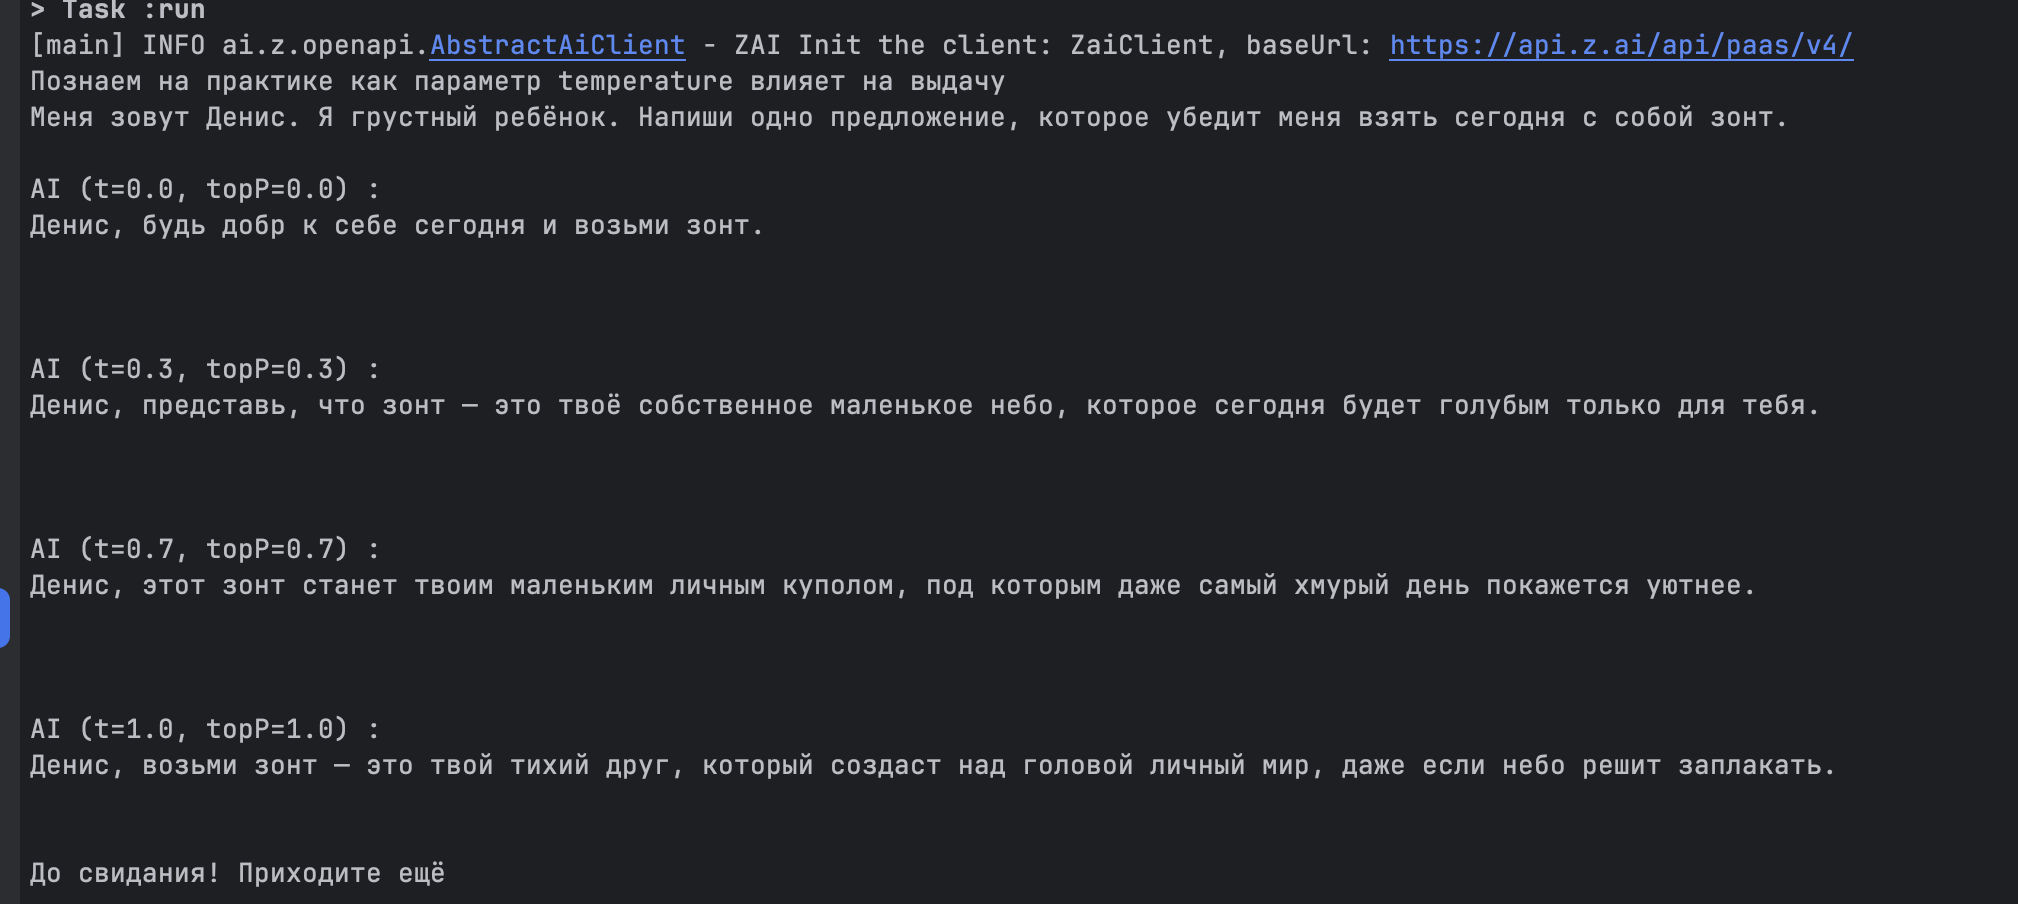 > Task :run
[main] INFO ai.z.openapi.AbstractAiClient - ZAI Init the client: ZaiClient, baseUrl: https://api.z.ai/api/paas/v4/
Познаем на практике как параметр temperature влияет на выдачу
Меня зовут Денис. Я грустный ребёнок. Напиши одно предложение, которое убедит меня взять сегодня с собой зонт.
AI (t=0.0, topP=0.0) :
Денис, будь добр к себе сегодня и возьми зонт.
AI (t=0.3, topP=0.3) :
Денис, представь, что зонт — это твоё собственное маленькое небо, которое сегодня будет голубым только для тебя.
AI (t=0.7, topP=0.7) :
Денис, этот зонт станет твоим маленьким личным куполом, под которым даже самый хмурый день покажется уютнее.
AI (t=1.0, topP=1.0) :
Денис, возьми зонт — это твой тихий друг, который создаст над головой личный мир, даже если небо решит заплакать.
До свидания! Приходите ещё